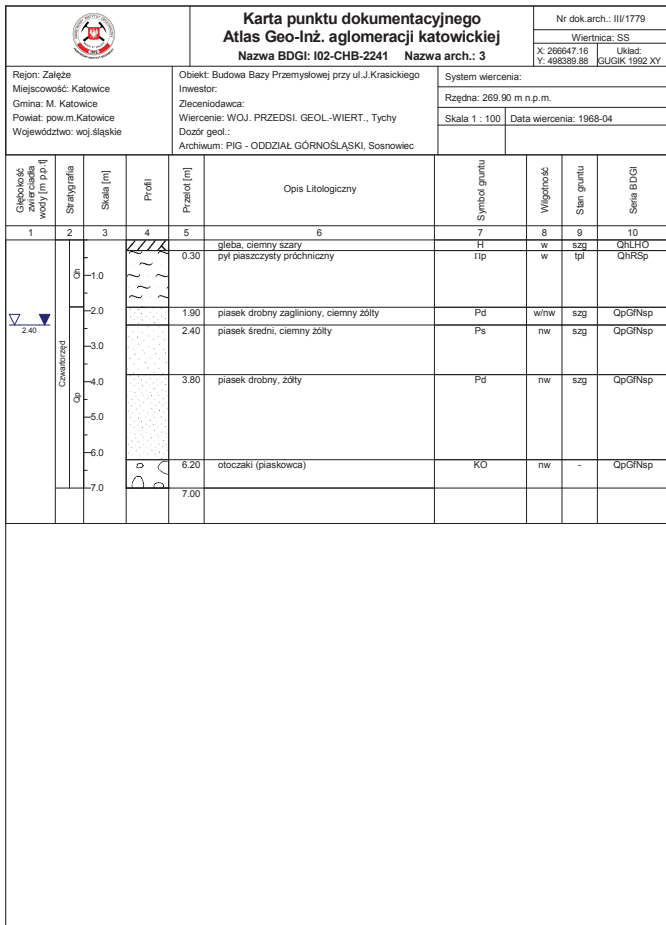 Karta punktu dokumentacyjnego
Atlas Geo-Inż. aglomeracji katowickiej
Nazwa BDGI: I02-CHB-2241 Nazwa arch.: 3
Nr dok.arch.: III/1779
Wiertnica: SS
X: 266647.16
Y: 498389.88
Układ:
GUGIK 1992 XY
Rejon: Załęże
Miejscowość: Katowice
Gmina: M. Katowice
Powiat: pow.m.Katowice
Województwo: woj.śląskie
Obiekt: Budowa Bazy Przemysłowej przy ul.J.Krasickiego
Inwestor:
Zleceniodawca:
Wiercenie: WOJ. PRZEDSI. GEOL.-WIERT., Tychy
Dozór geol.:
Archiwum: PIG - ODDZIAŁ GÓRNOŚLĄSKI, Sosnowiec
System wiercenia:
Rzędna: 269.90 m n.p.m.
Skala 1 : 100 Data wiercenia: 1968-04
Głębokość
zwierciadła
wody [m p.p.t]
Stratygrafia
Skala [m]
Profil
Przelot [m]
Opis Litologiczny
Symbol gruntu
Wilgotność
Stan gruntu
Seria BDGI
1 2 3 4 5 6 7 8 9 10
gleba, ciemny szary H w szg QhLHO
0.30 pył piaszczysty próchniczny Πp w tpl QhRSp
Qh
1.0
1.90 piasek drobny zagliniony, ciemny żółty Pd w/nw szg QpGfNsp
2.0
2.40
2.40 piasek średni, ciemny żółty Ps nw szg QpGfNsp
3.0
Czwartorzęd
3.80 piasek drobny, żółty Pd nw szg QpGfNsp
4.0
Qp
5.0
6.0
6.20 otoczaki (piaskowca) KO nw - QpGfNsp
7.0
7.00